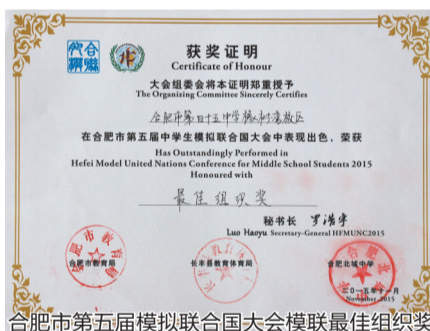 获奖证明
Certificate of Honour
大会组委会将本证明郑重授予
The Organizing Committee Sincerely Certifies
合肥市第四十五中学橡树湾校区
在合肥市第五届中学生模拟联合国大会中表现出色，荣获
Has Outstandingly Performed in
Hefei Model United Nations Conference for Middle School Students 2015
Honoured with
最佳组织奖
秘书长 罗浩宇
Luo Haoyu Secretary-General HFMUNC2015
合肥市教育局 长丰县教育体育局 合肥北城中学
二〇一五年十一月
November ,2015
合肥市第五届模拟联合国大会模联最佳组织奖